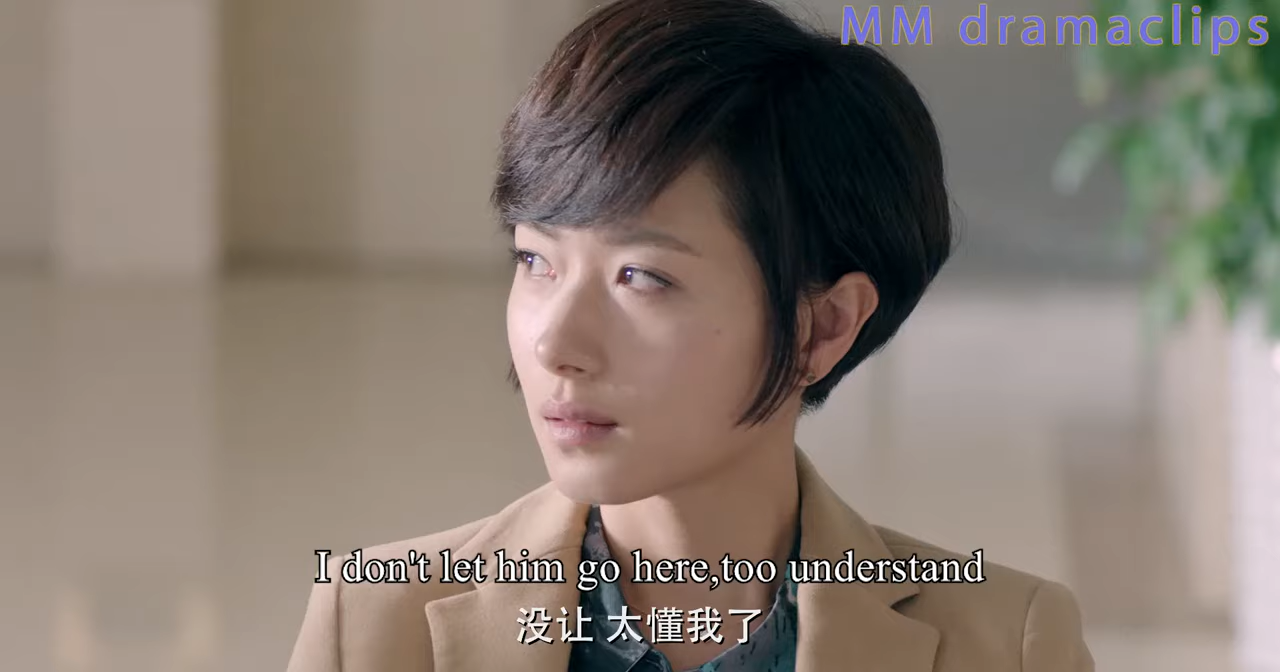 MM dramaclips
I don't let him go here,too understand
没让 太懂我了